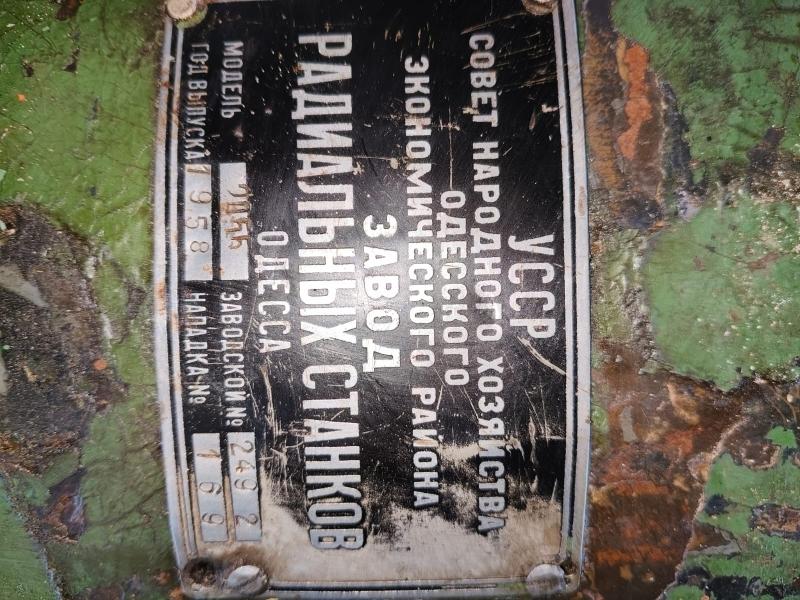 УССР
СОВЕТ НАРОДНОГО ХОЗЯЙСТВА
ОДЕССКОГО
ЭКОНОМИЧЕСКОГО РАЙОНА
ЗАВОД
РАДИАЛЬНЫХ СТАНКОВ
ОДЕССА
МОДЕЛЬ ЗАВОДСКОЙ № 2492
ГОД ВЫПУСКА 1958 НАЛАДКА № 169